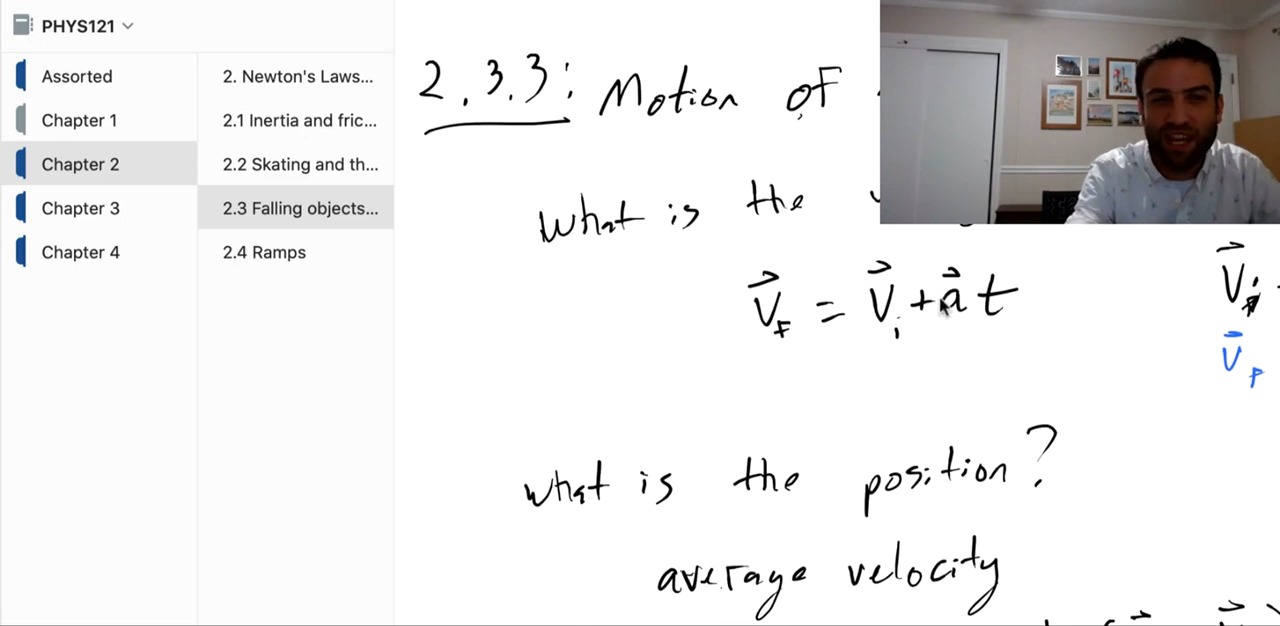 PHYS121
Assorted
Chapter 1
Chapter 2
Chapter 3
Chapter 4
2. Newton's Laws...
2.1 Inertia and fric...
2.2 Skating and th...
2.3 Falling objects...
2.4 Ramps
2.3.3: Motion of
What is the
V⃗f = V⃗i + a⃗ t
V⃗i
V⃗f
What is the position?
average velocity